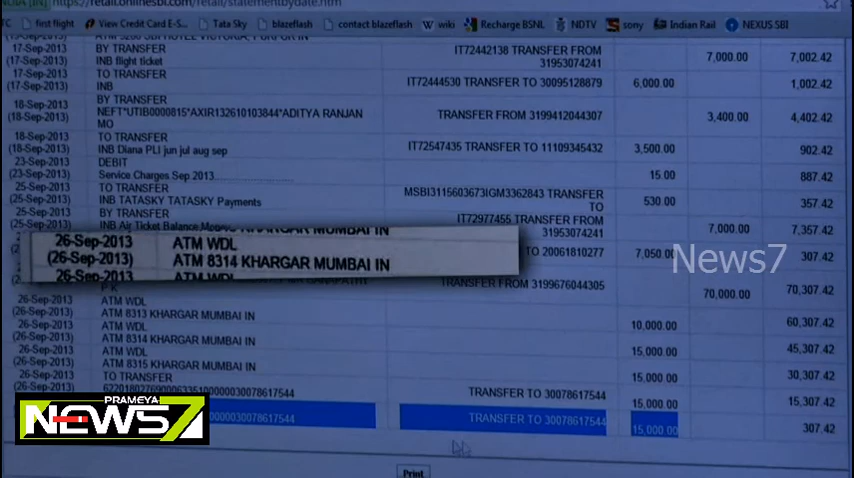 https://retail.onlinesbi.com/retail/statementbydate.htm
first flight View Credit Card E-S... Tata Sky blazeflash contact blazeflash wiki Recharge BSNL NDTV sony Indian Rail NEXUS SBI
17-Sep-2013 BY TRANSFER IT72442138 TRANSFER FROM
(17-Sep-2013) INB flight ticket 31953074241 7,000.00 7,002.42
17-Sep-2013 TO TRANSFER
(17-Sep-2013) INB IT72444530 TRANSFER TO 30095128879 6,000.00 1,002.42
18-Sep-2013 BY TRANSFER
(18-Sep-2013) NEFT*UTIB0000815*AXIR132610103844*ADITYA RANJAN TRANSFER FROM 3199412044307 3,400.00 4,402.42
MO
18-Sep-2013 TO TRANSFER
(18-Sep-2013) INB Diana PLI jun jul aug sep IT72547435 TRANSFER TO 11109345432 3,500.00 902.42
23-Sep-2013 DEBIT
(23-Sep-2013) Service Charges Sep 2013 15.00 887.42
25-Sep-2013 TO TRANSFER MSBI3115603673IGM3362843 TRANSFER
(25-Sep-2013) INB TATASKY TATASKY Payments TO 530.00 357.42
25-Sep-2013 BY TRANSFER IT72977455 TRANSFER FROM
(25-Sep-2013) INB Air Ticket Balance 31953074241 7,000.00 7,357.42
26-Sep-2013 ATM WDL
(26-Sep-2013) ATM 8314 KHARGAR MUMBAI IN
26-Sep-2013 ATM WDL
TO 20061810277 7,050.00 307.42
News7
P K TRANSFER FROM 3199676044305 70,000.00 70,307.42
26-Sep-2013 ATM WDL
(26-Sep-2013) ATM 8313 KHARGAR MUMBAI IN 10,000.00 60,307.42
26-Sep-2013 ATM WDL
(26-Sep-2013) ATM 8314 KHARGAR MUMBAI IN 15,000.00 45,307.42
26-Sep-2013 ATM WDL
(26-Sep-2013) ATM 8315 KHARGAR MUMBAI IN 15,000.00 30,307.42
26-Sep-2013 TO TRANSFER
(26-Sep-2013) 622018027690006335100000030078617544 TRANSFER TO 30078617544 15,000.00 15,307.42
0000030078617544 TRANSFER TO 30078617544 15,000.00 307.42
Print
PRAMEYA
NEWS7